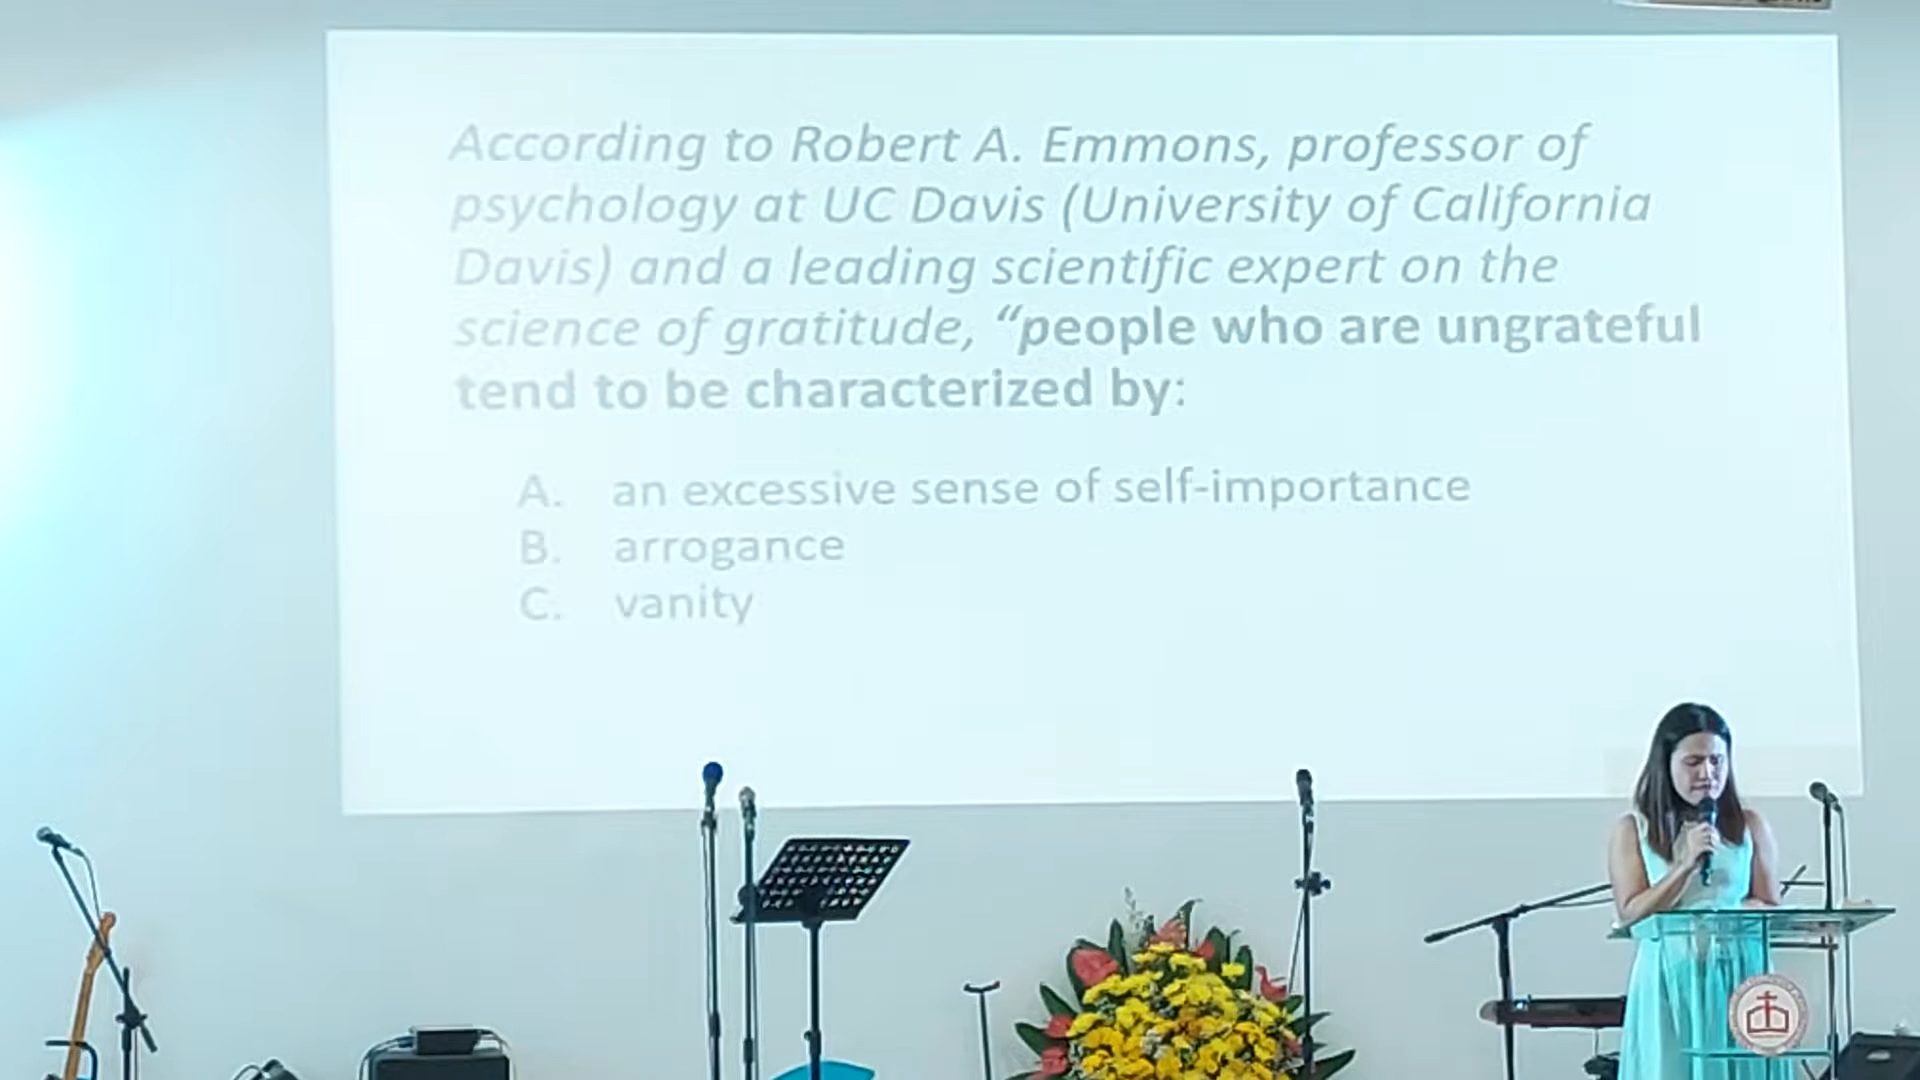 According to Robert A. Emmons, professor of
psychology at UC Davis (University of California
Davis) and a leading scientific expert on the
science of gratitude, “people who are ungrateful
tend to be characterized by:
A. an excessive sense of self-importance
B. arrogance
C. vanity